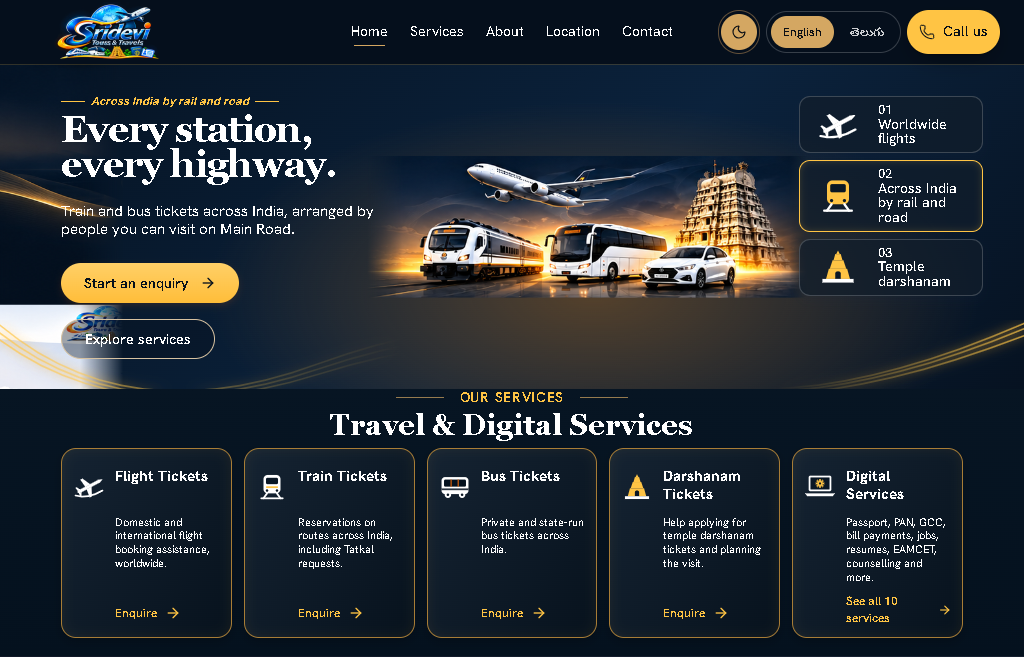 Sridevi
Tours & Travels
Home
Services
About
Location
Contact
English
తెలుగు
Call us
Across India by rail and road
Every station,
every highway.
Train and bus tickets across India, arranged by
people you can visit on Main Road.
Start an enquiry
Explore services
01
Worldwide
flights
02
Across India
by rail and
road
03
Temple
darshanam
OUR SERVICES
Travel & Digital Services
Flight Tickets
Domestic and
international flight
booking assistance,
worldwide.
Enquire
Train Tickets
Reservations on
routes across India,
including Tatkal
requests.
Enquire
Bus Tickets
Private and state-run
bus tickets across
India.
Enquire
Darshanam
Tickets
Help applying for
temple darshanam
tickets and planning
the visit.
Enquire
Digital
Services
Passport, PAN, GCC,
bill payments, jobs,
resumes, EAMCET,
counselling and
more.
See all 10
services